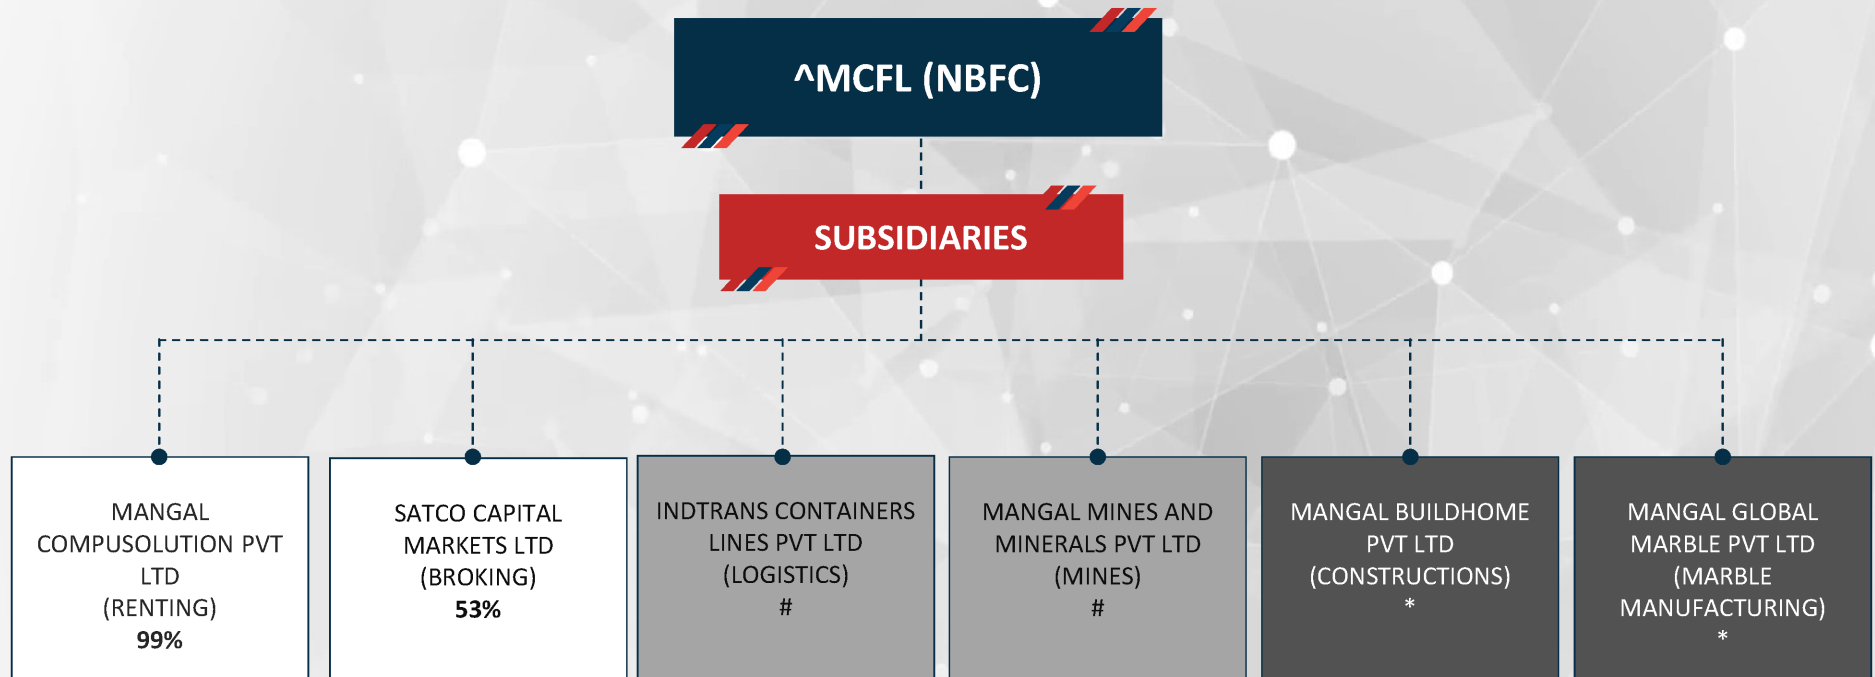 ^MCFL (NBFC)
SUBSIDIARIES
MANGAL
COMPUSOLUTION PVT
LTD
(RENTING)
99%
SATCO CAPITAL
MARKETS LTD
(BROKING)
53%
INDTRANS CONTAINERS
LINES PVT LTD
(LOGISTICS)
#
MANGAL MINES AND
MINERALS PVT LTD
(MINES)
#
MANGAL BUILDHOME
PVT LTD
(CONSTRUCTIONS)
*
MANGAL GLOBAL
MARBLE PVT LTD
(MARBLE
MANUFACTURING)
*